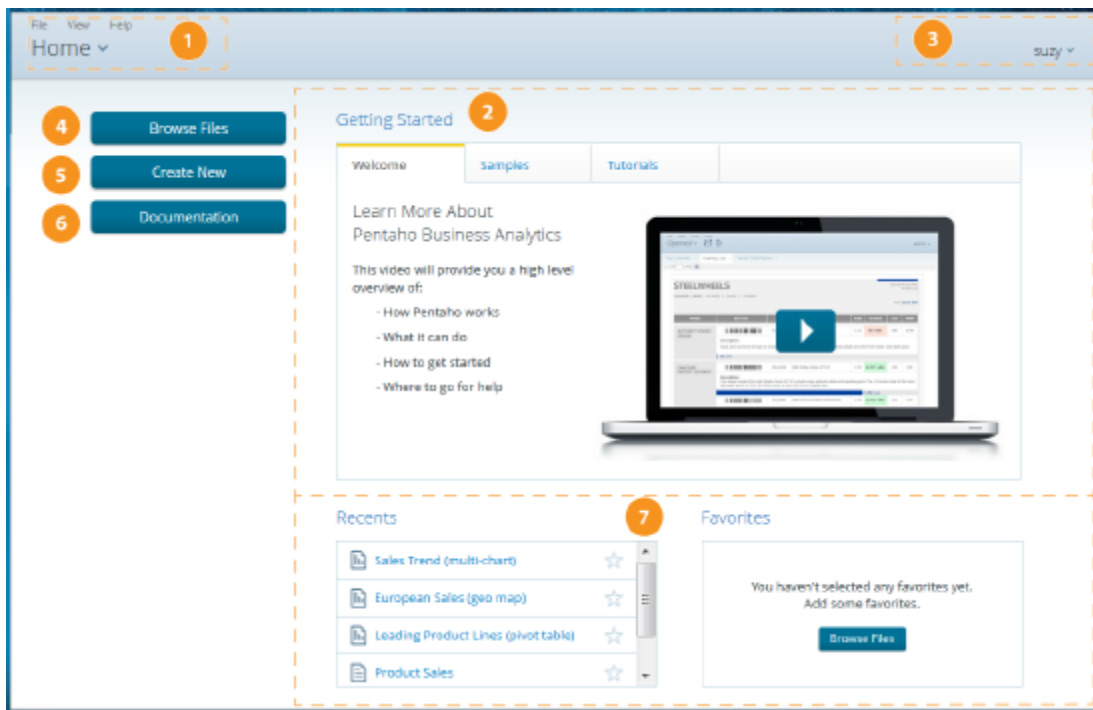 File View Help
Home
1
3
suzy
4
Browse Files
5
Create New
6
Documentation
Getting Started
2
Welcome
Samples
Tutorials
Learn More About
Pentaho Business Analytics
This video will provide you a high level
overview of:
- How Pentaho works
- What it can do
- How to get started
- Where to go for help
Opened
STEELWHEELS
Recents
7
Favorites
Sales Trend (multi-chart)
European Sales (geo map)
Leading Product Lines (pivot table)
Product Sales
You haven't selected any favorites yet.
Add some favorites.
Browse Files